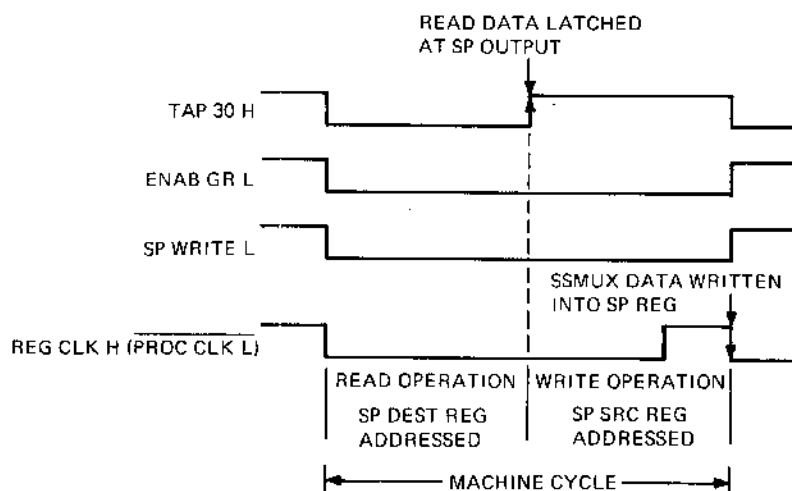 READ DATA LATCHED
AT SP OUTPUT
TAP 30 H
ENAB GR L
SP WRITE L
SSMUX DATA WRITTEN
INTO SP REG
REG CLK H (PROC CLK L)
READ OPERATION
WRITE OPERATION
SP DEST REG
ADDRESSED
SP SRC REG
ADDRESSED
MACHINE CYCLE